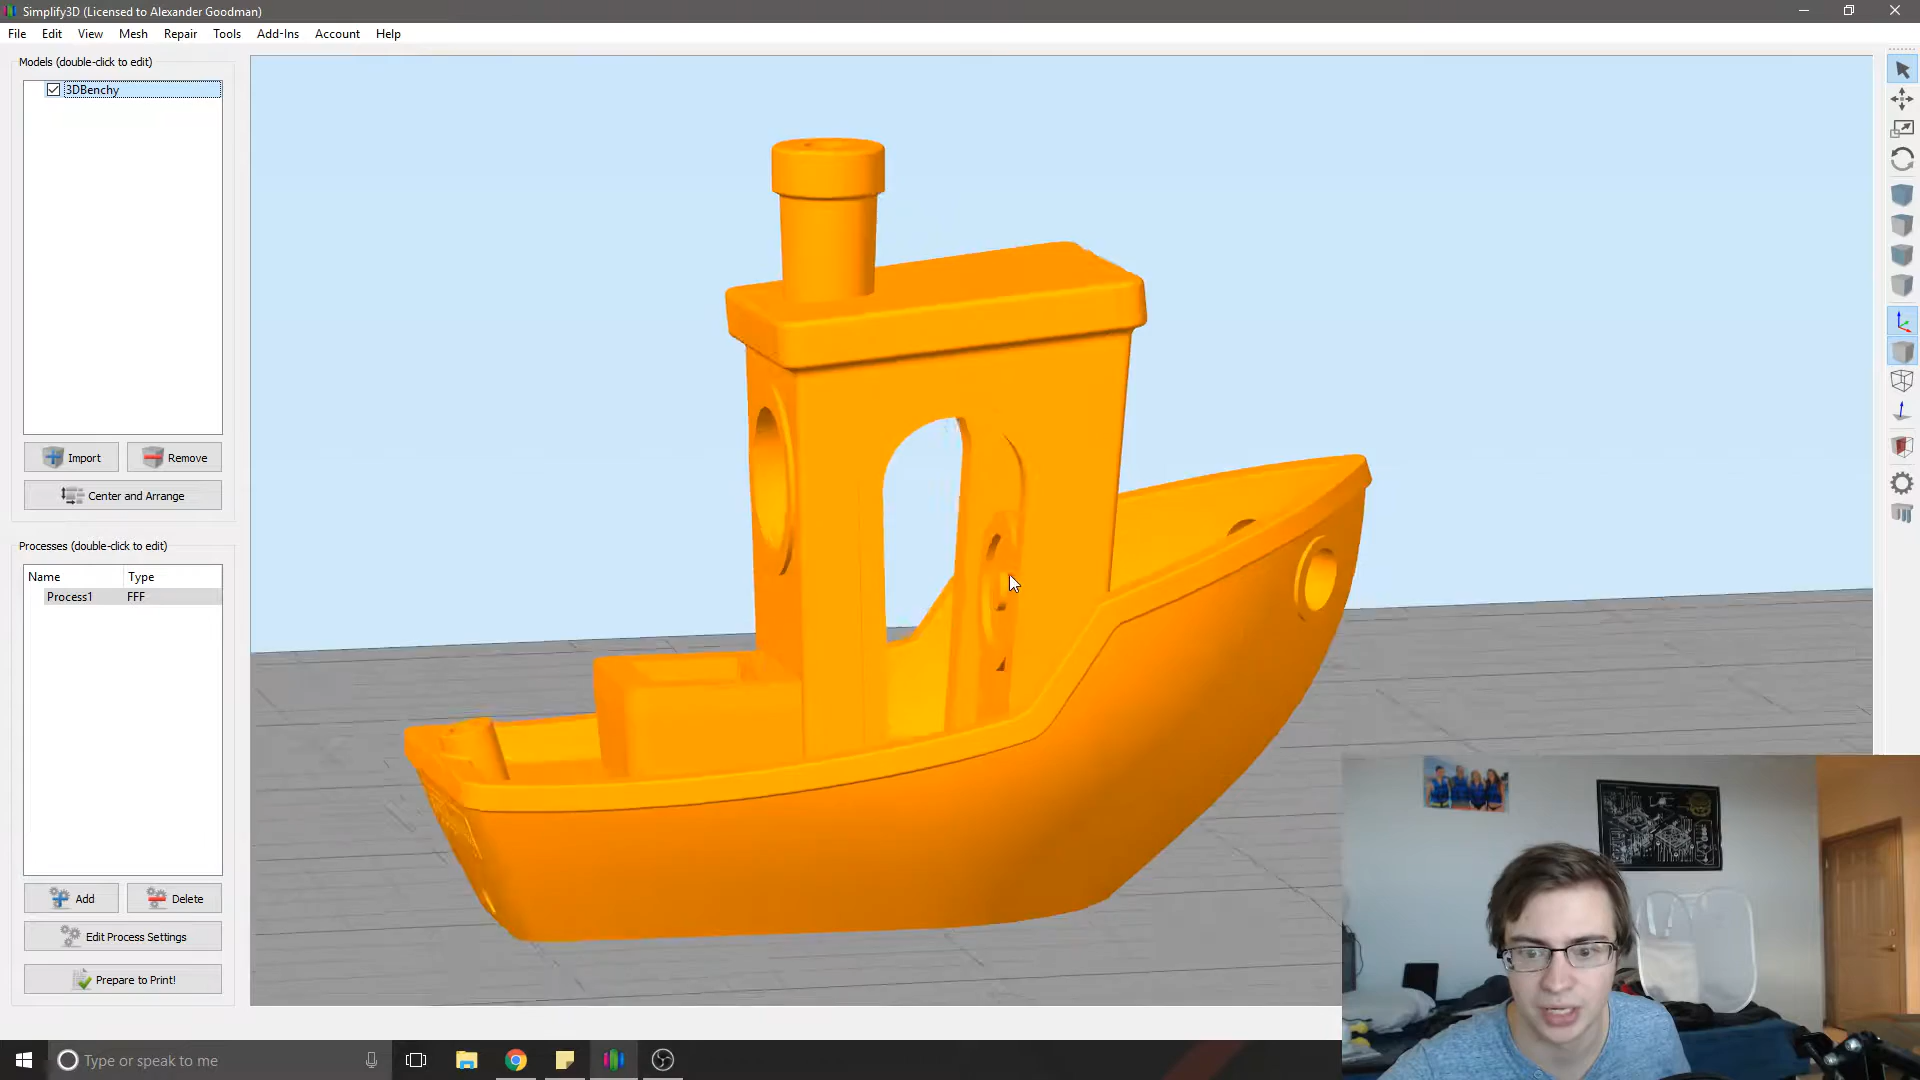 Simplify3D (Licensed to Alexander Goodman)
File Edit View Mesh Repair Tools Add-Ins Account Help
Models (double-click to edit)
3DBenchy
Import Remove
Center and Arrange
Processes (double-click to edit)
Name Type
Process1 FFF
Add Delete
Edit Process Settings
Prepare to Print!
Type or speak to me